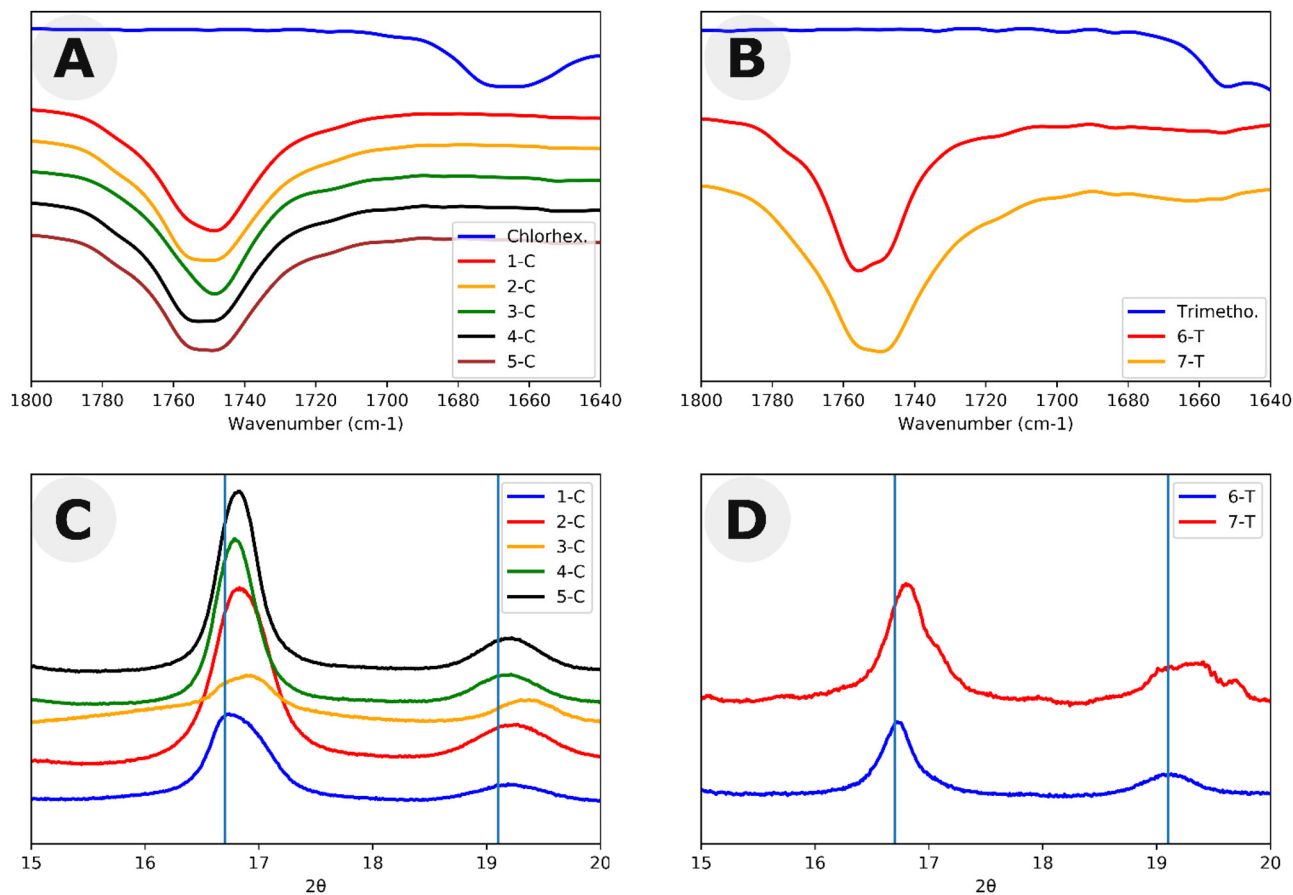 A
Chlorhex.
1-C
2-C
3-C
4-C
5-C
1800 1780 1760 1740 1720 1700 1680 1660 1640
Wavenumber (cm-1)
B
Trimetho.
6-T
7-T
1800 1780 1760 1740 1720 1700 1680 1660 1640
Wavenumber (cm-1)
C
1-C
2-C
3-C
4-C
5-C
15 16 17 18 19 20
2θ
D
6-T
7-T
15 16 17 18 19 20
2θ